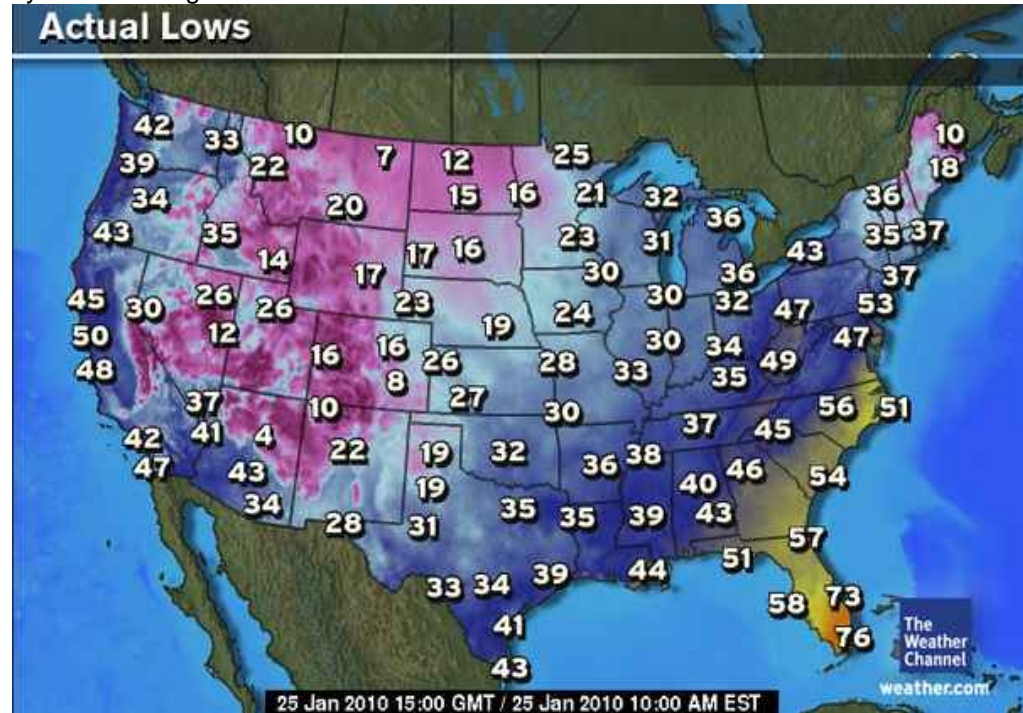 Actual Lows
42 33 10 7 12 25 10
39 22 15 16 21 32 18
34 20 36 36
43 35 14 17 16 23 31 43 35 37
17 30 36 37
45 30 26 26 23 24 30 32 47 53
50 12 19 30 34 47
48 16 16 26 28 33 35 49
8 27
37 10 30 37 56 51
42 41 4 22 19 32 36 38 45
47 43 19 40 46 54
34 28 31 35 35 39 43 57
33 34 39 44 51
41 58 73
43 76
The
Weather
Channel
weather.com
25 Jan 2010 15:00 GMT / 25 Jan 2010 10:00 AM EST